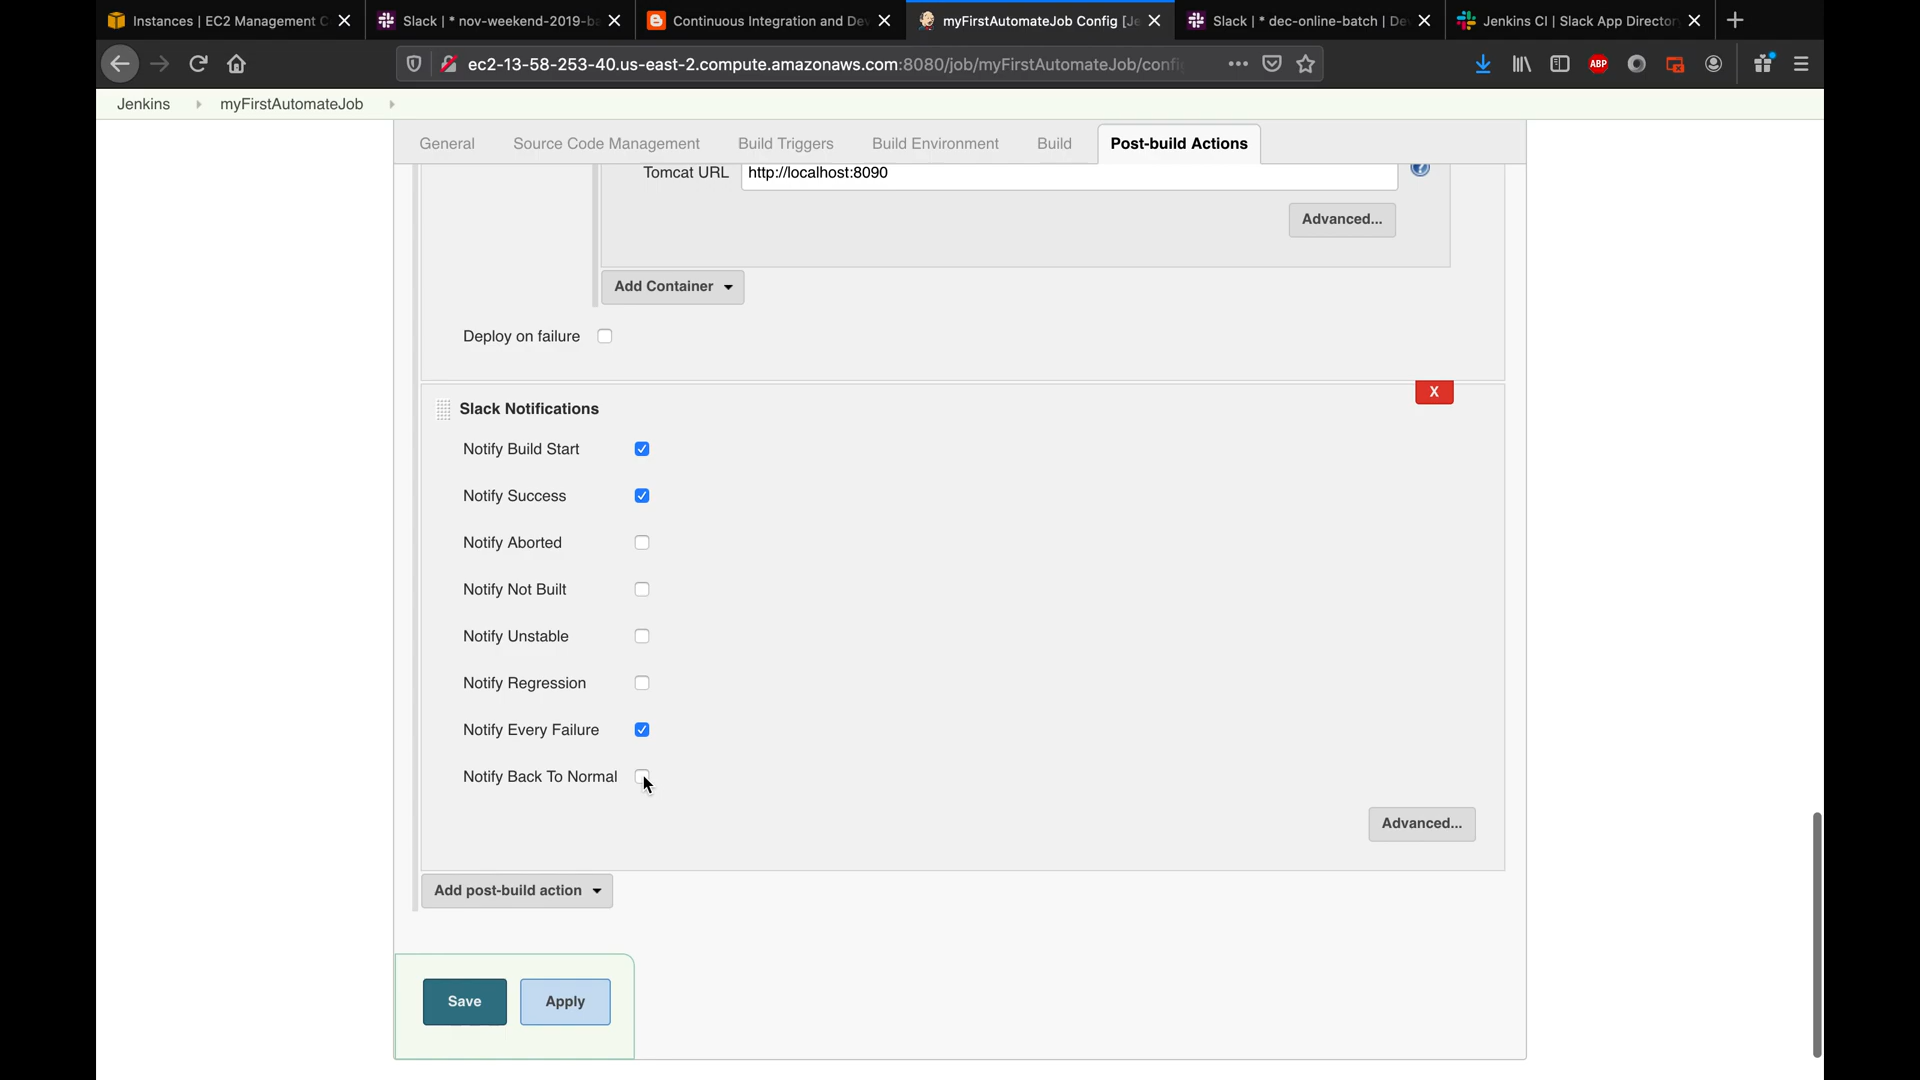 Instances | EC2 Management C
Slack | * nov-weekend-2019-ba
Continuous Integration and Dev
myFirstAutomateJob Config [Je
Slack | * dec-online-batch | De
Jenkins CI | Slack App Director
ec2-13-58-253-40.us-east-2.compute.amazonaws.com:8080/job/myFirstAutomateJob/config
ABP
Jenkins
myFirstAutomateJob
General
Source Code Management
Build Triggers
Build Environment
Build
Post-build Actions
Tomcat URL
http://localhost:8090
Advanced...
Add Container
Deploy on failure
X
Slack Notifications
Notify Build Start
Notify Success
Notify Aborted
Notify Not Built
Notify Unstable
Notify Regression
Notify Every Failure
Notify Back To Normal
Advanced...
Add post-build action
Save
Apply